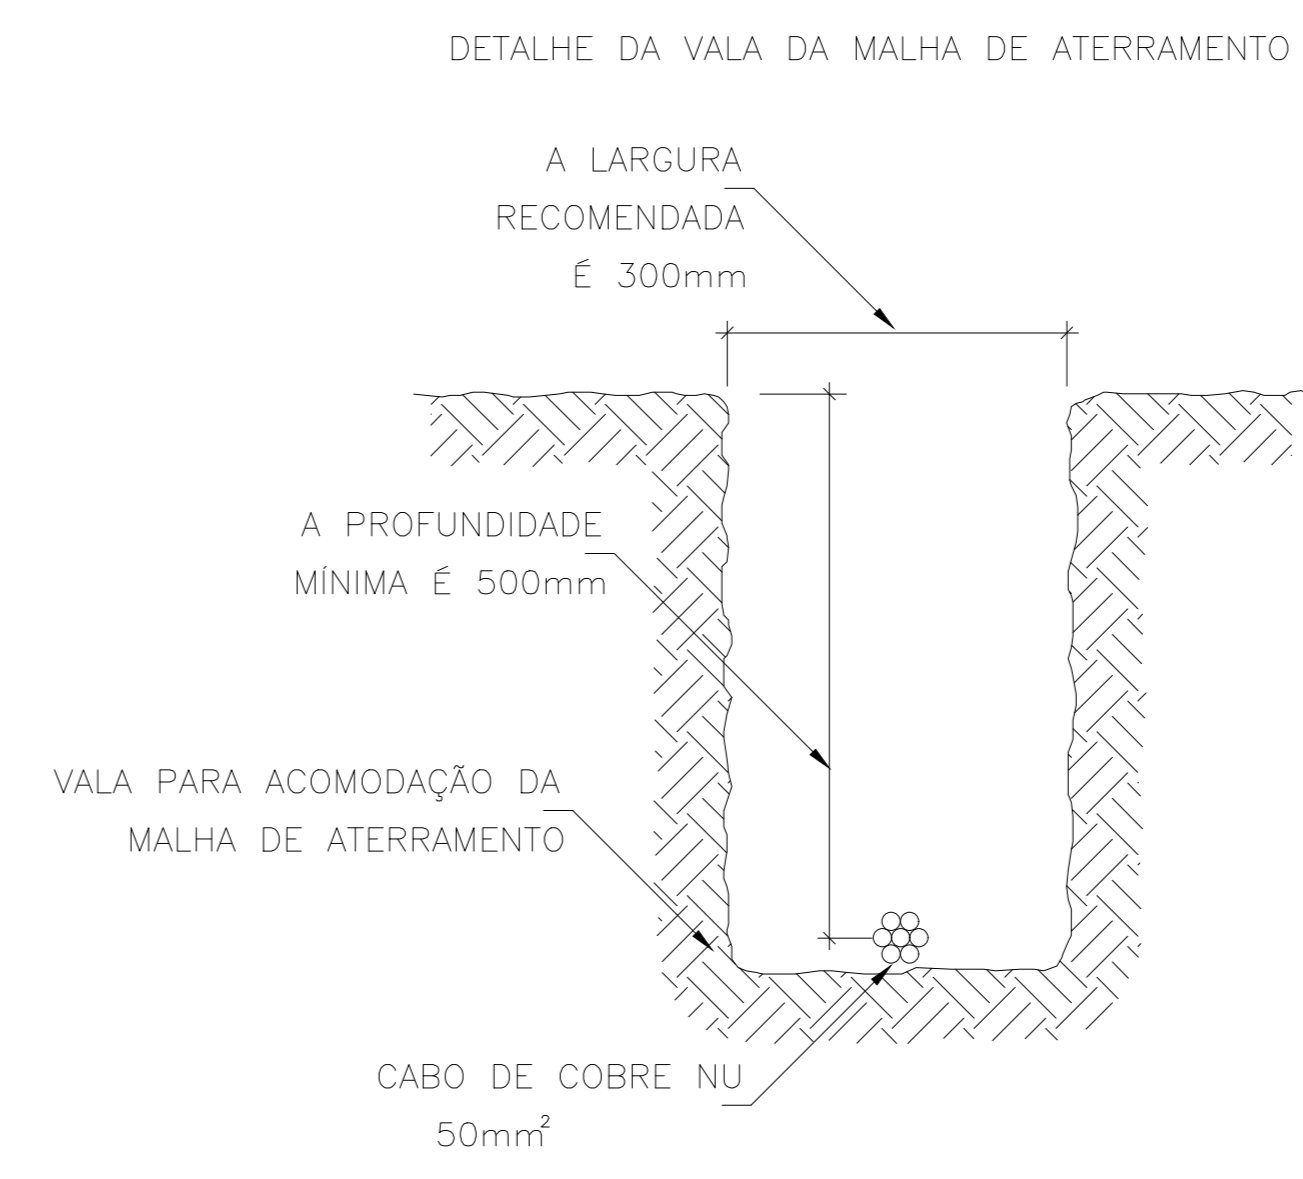 DETALHE DA VALA DA MALHA DE ATERRAMENTO
A LARGURA
RECOMENDADA
É 300mm
A PROFUNDIDADE
MÍNIMA É 500mm
VALA PARA ACOMODAÇÃO DA
MALHA DE ATERRAMENTO
CABO DE COBRE NU
50mm²